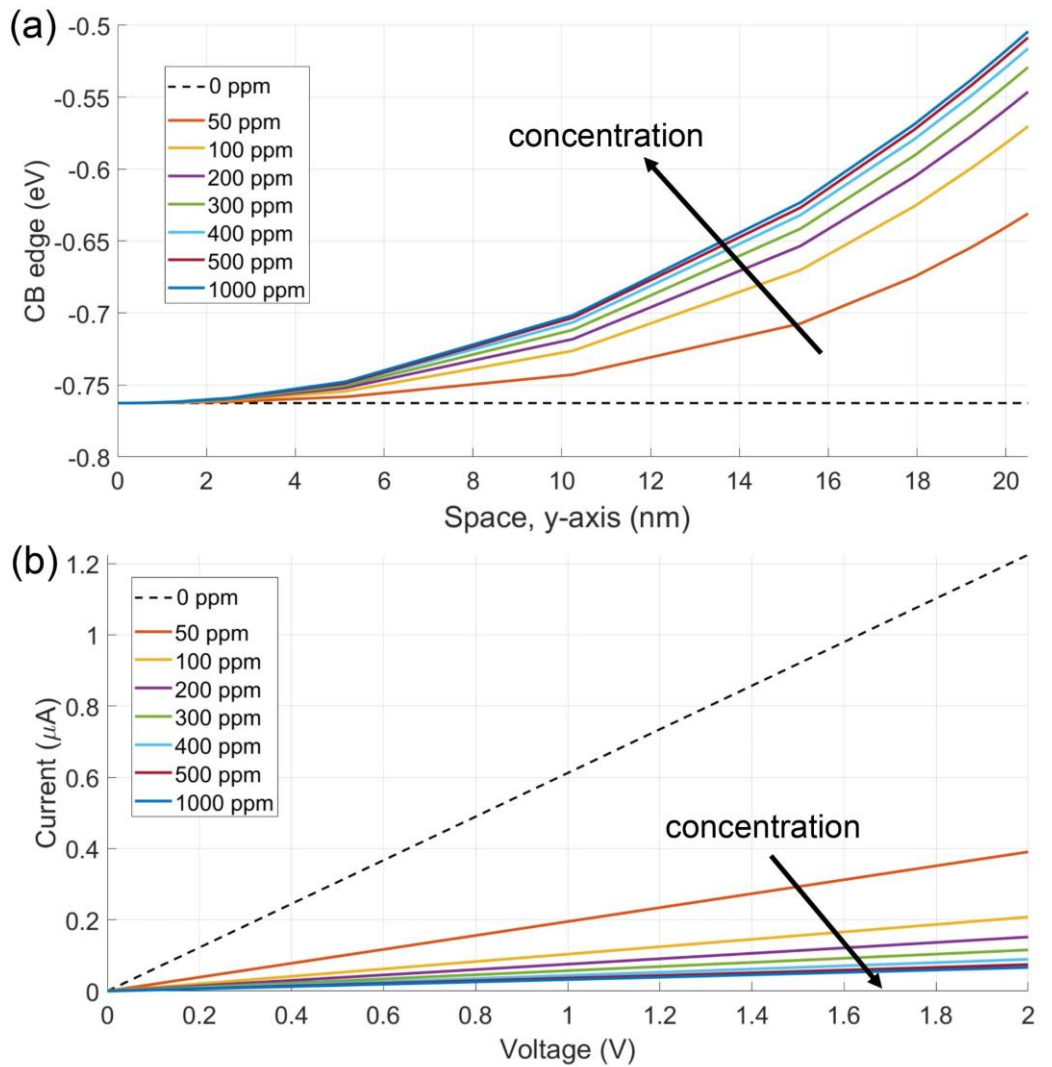 (a)
-0.5
-0.55
-0.6
-0.65
-0.7
-0.75
-0.8
CB edge (eV)
0 ppm
50 ppm
100 ppm
200 ppm
300 ppm
400 ppm
500 ppm
1000 ppm
concentration
0 2 4 6 8 10 12 14 16 18 20
Space, y-axis (nm)
(b)
1.2
1
0.8
0.6
0.4
0.2
0
Current (μA)
0 ppm
50 ppm
100 ppm
200 ppm
300 ppm
400 ppm
500 ppm
1000 ppm
concentration
0 0.2 0.4 0.6 0.8 1 1.2 1.4 1.6 1.8 2
Voltage (V)